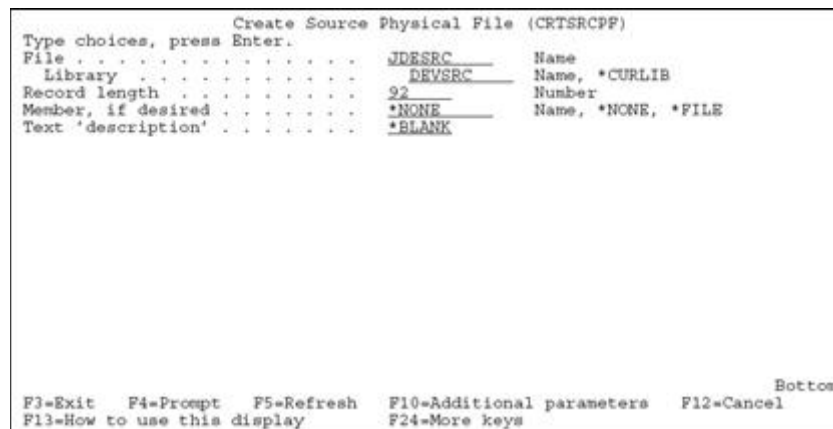 Create Source Physical File (CRTSRCPF)
Type choices, press Enter.
File . . . . . . . . . . . . . . JDESRC Name
Library . . . . . . . . . . . DEVSRC Name, *CURLIB
Record length . . . . . . . . . 92 Number
Member, if desired . . . . . . . *NONE Name, *NONE, *FILE
Text 'description' . . . . . . . *BLANK
Bottom
F3=Exit F4=Prompt F5=Refresh F10=Additional parameters F12=Cancel
F13=How to use this display F24=More keys